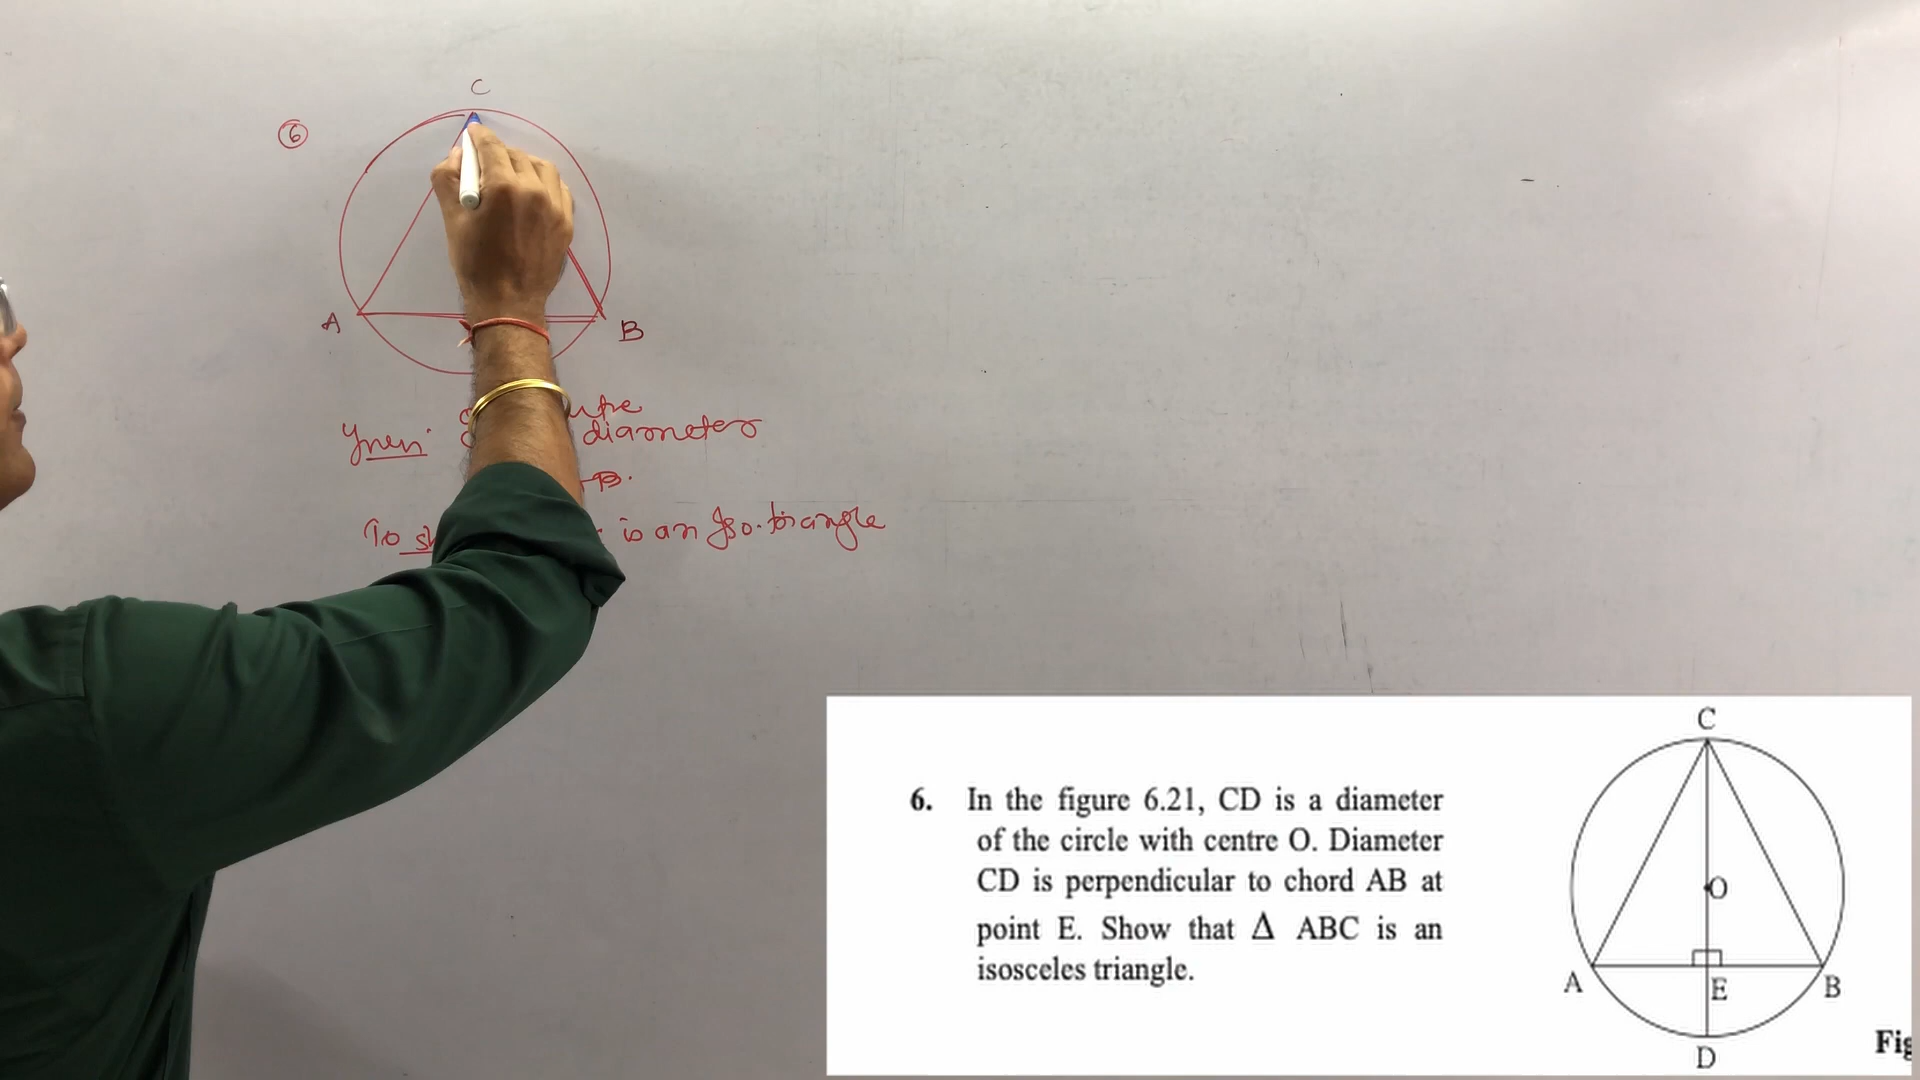 C
6
A
B
Given:
diameter
To
is an Iso. triangle
C
6. In the figure 6.21, CD is a diameter
of the circle with centre O. Diameter
CD is perpendicular to chord AB at
point E. Show that Δ ABC is an
isosceles triangle.
O
A
E
B
D
Fig